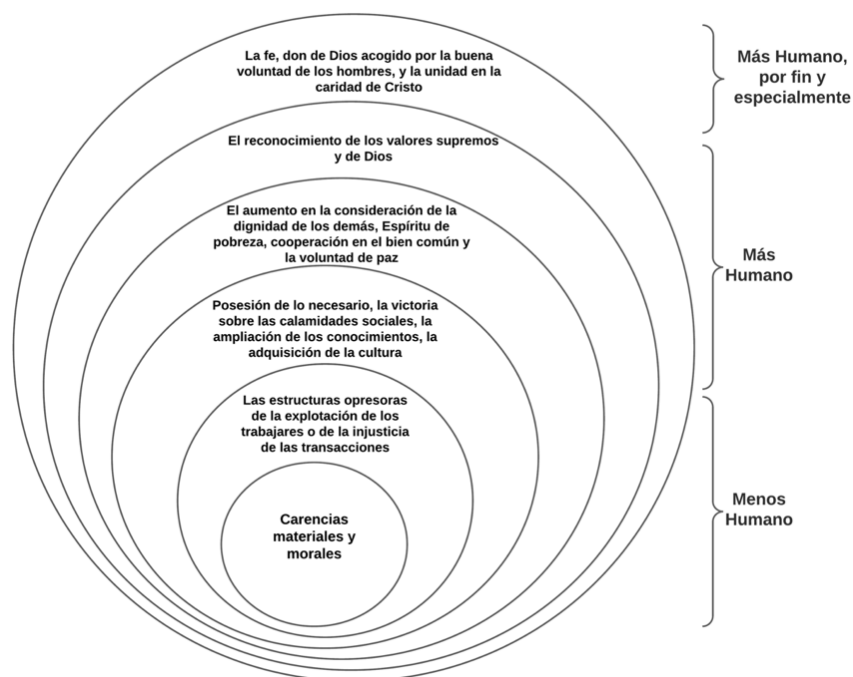 La fe, don de Dios acogido por la buena
voluntad de los hombres, y la unidad en la
caridad de Cristo
Más Humano,
por fin y
especialmente
El reconocimiento de los valores supremos
y de Dios
El aumento en la consideración de la
dignidad de los demás, Espíritu de
pobreza, cooperación en el bien común y
la voluntad de paz
Más
Humano
Posesión de lo necesario, la victoria
sobre las calamidades sociales, la
ampliación de los conocimientos, la
adquisición de la cultura
Las estructuras opresoras
de la explotación de los
trabajares o de la injusticia
de las transacciones
Menos
Humano
Carencias
materiales y
morales